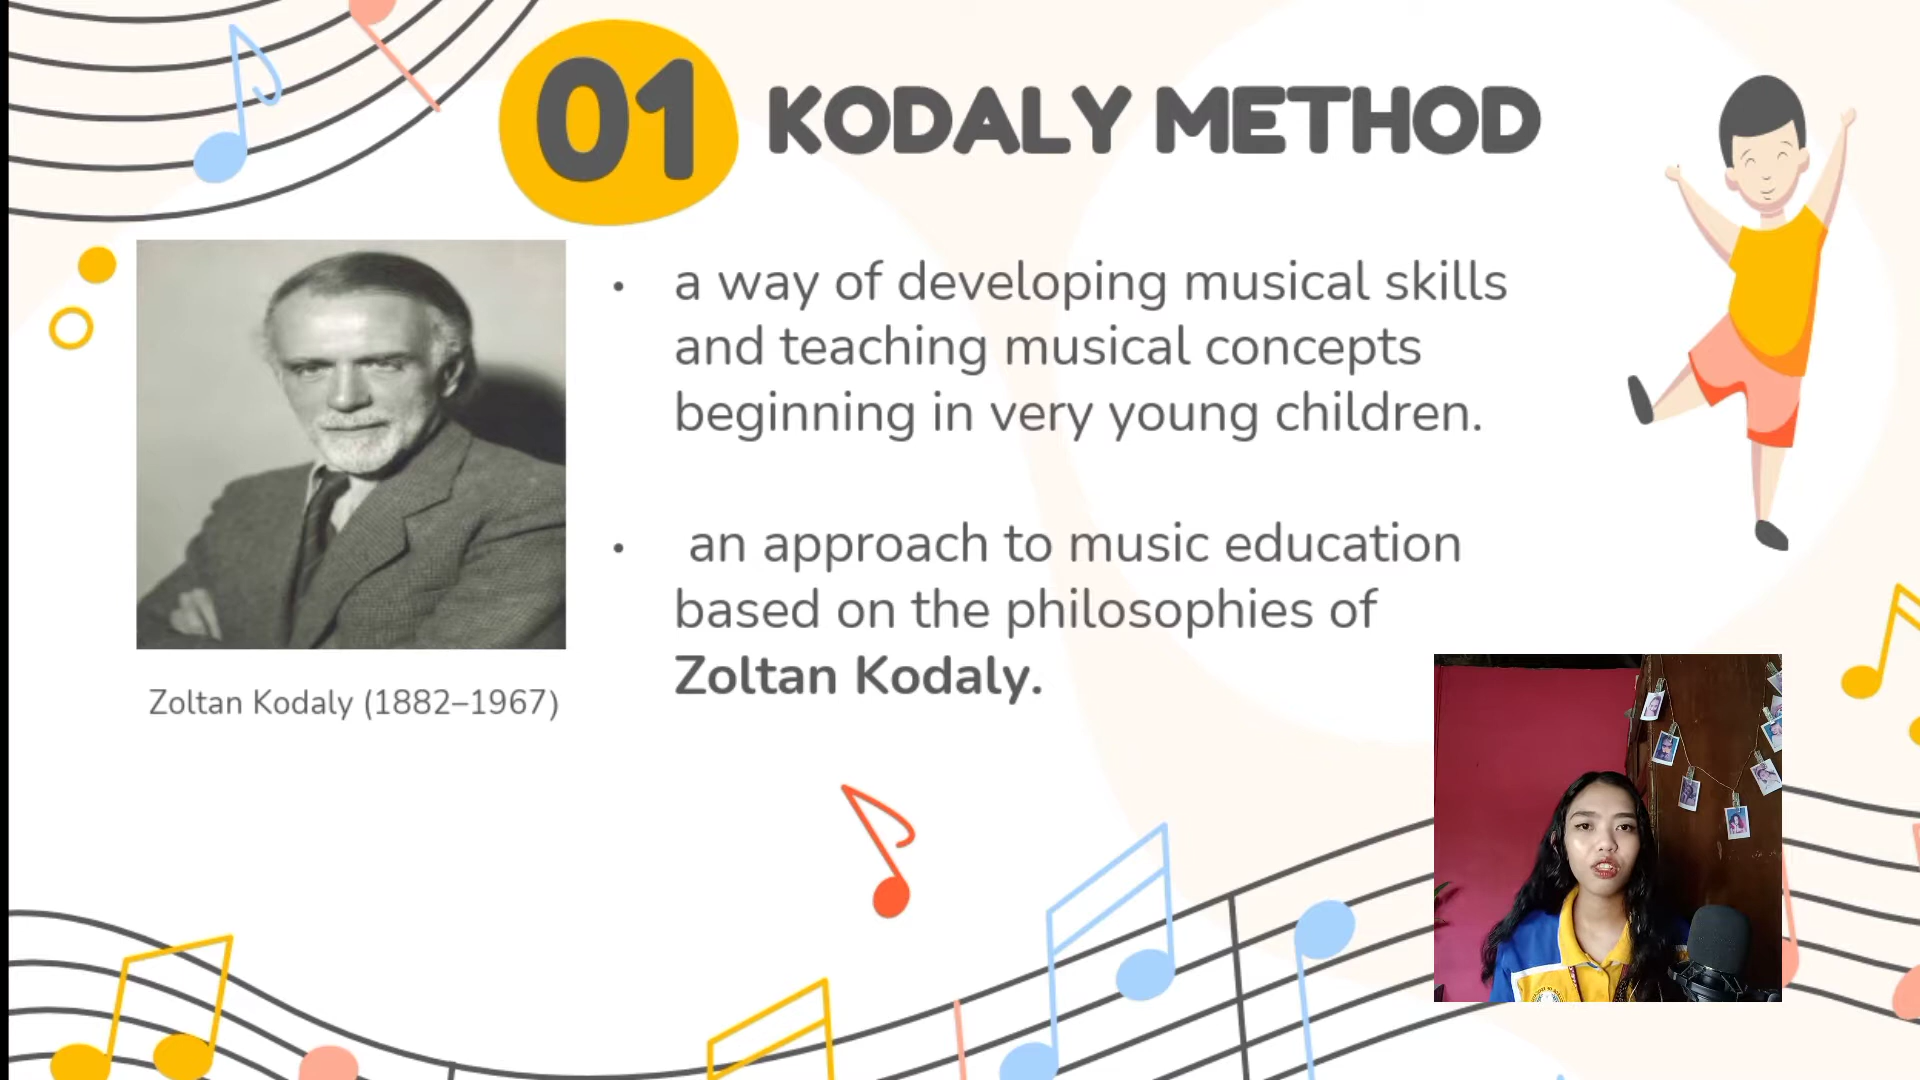 01 KODALY METHOD
• a way of developing musical skills
and teaching musical concepts
beginning in very young children.
• an approach to music education
based on the philosophies of
Zoltan Kodaly.
Zoltan Kodaly (1882–1967)